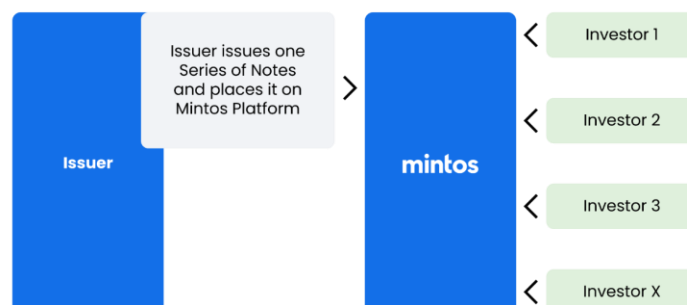 Issuer issues one
Series of Notes
and places it on
Mintos Platform
Issuer
mintos
Investor 1
Investor 2
Investor 3
Investor X